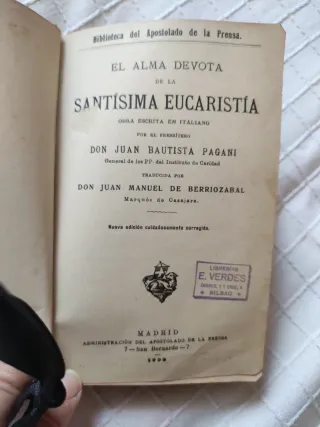 Biblioteca del Apostolado de la Prensa.
EL ALMA DEVOTA
DE LA
SANTÍSIMA EUCARISTÍA
OBRA ESCRITA EN ITALIANO
POR EL PRESBÍTERO
DON JUAN BAUTISTA PAGANI
General de los PP. del Instituto de Caridad
TRADUCIDA POR
DON JUAN MANUEL DE BERRIOZABAL
Marqués de Casajara.
Nueva edición cuidadosamente corregida.
LIBRERÍA
E. VERDES
BILBAO
MADRID
ADMINISTRACIÓN DEL APOSTOLADO DE LA PRENSA
7—San Bernardo—7